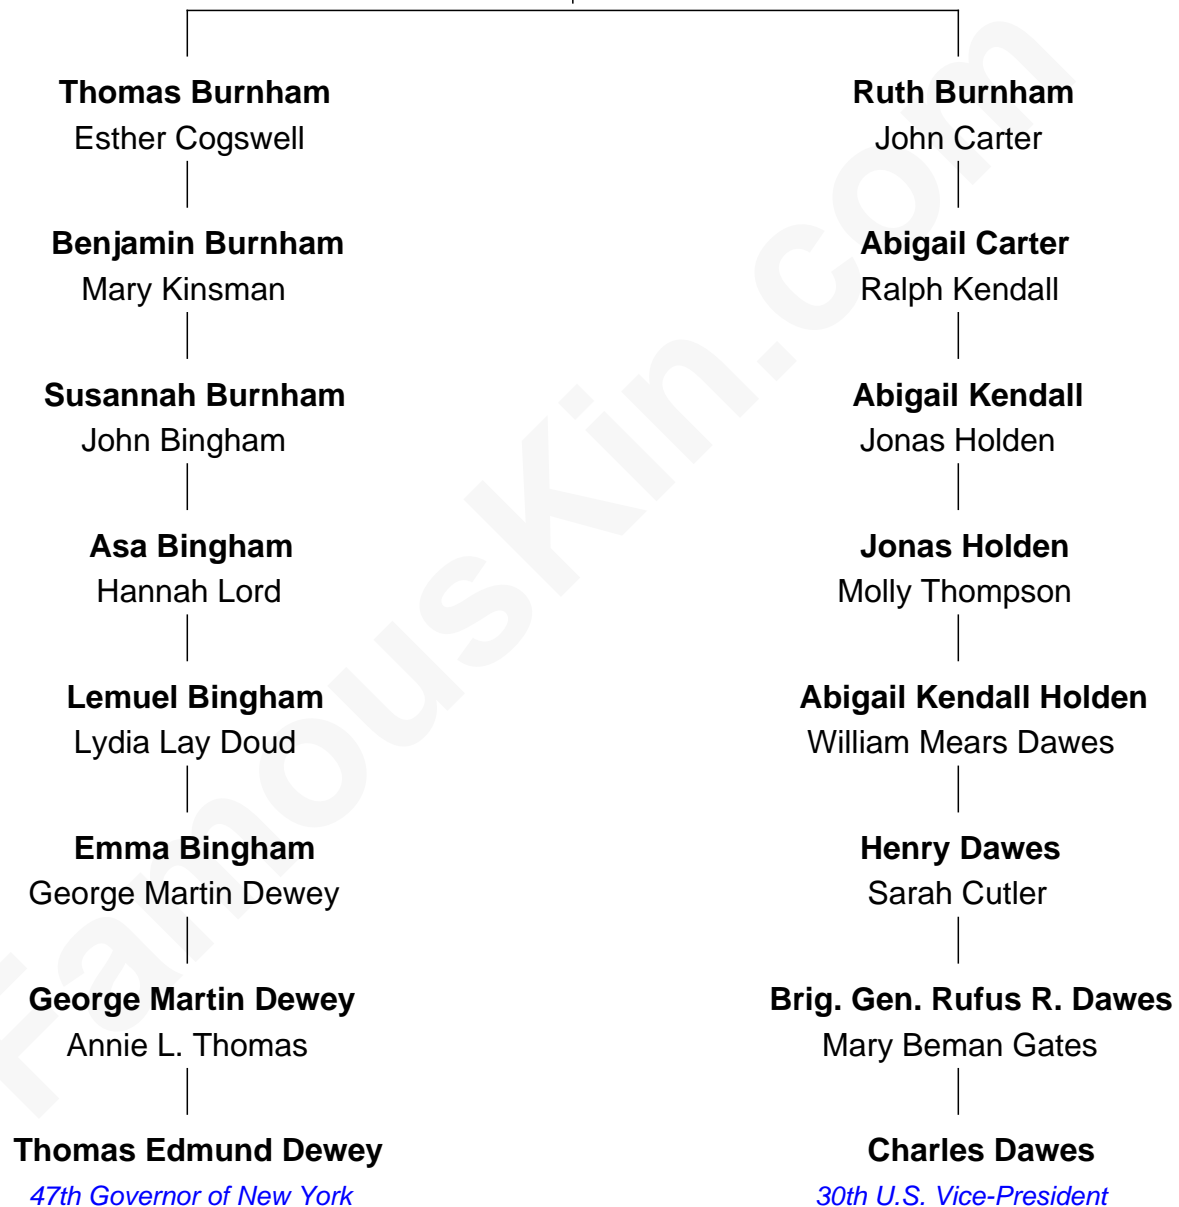 Thomas Burnham
Esther Cogswell
Benjamin Burnham
Mary Kinsman
Susannah Burnham
John Bingham
Asa Bingham
Hannah Lord
Lemuel Bingham
Lydia Lay Doud
Emma Bingham
George Martin Dewey
George Martin Dewey
Annie L. Thomas
Thomas Edmund Dewey
47th Governor of New York
Ruth Burnham
John Carter
Abigail Carter
Ralph Kendall
Abigail Kendall
Jonas Holden
Jonas Holden
Molly Thompson
Abigail Kendall Holden
William Mears Dawes
Henry Dawes
Sarah Cutler
Brig. Gen. Rufus R. Dawes
Mary Beman Gates
Charles Dawes
30th U.S. Vice-President
FamousKin.com